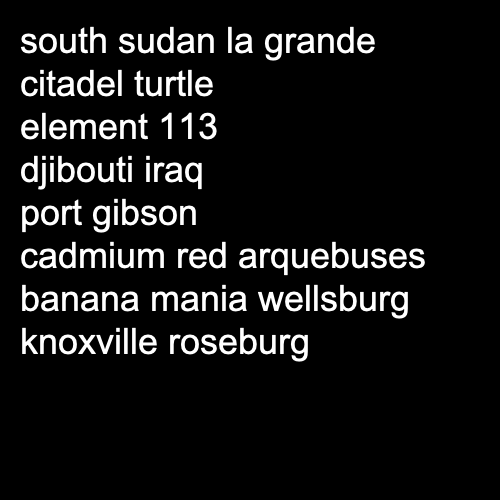 south sudan la grande
citadel turtle
element 113
djibouti iraq
port gibson
cadmium red arquebuses
banana mania wellsburg
knoxville roseburg